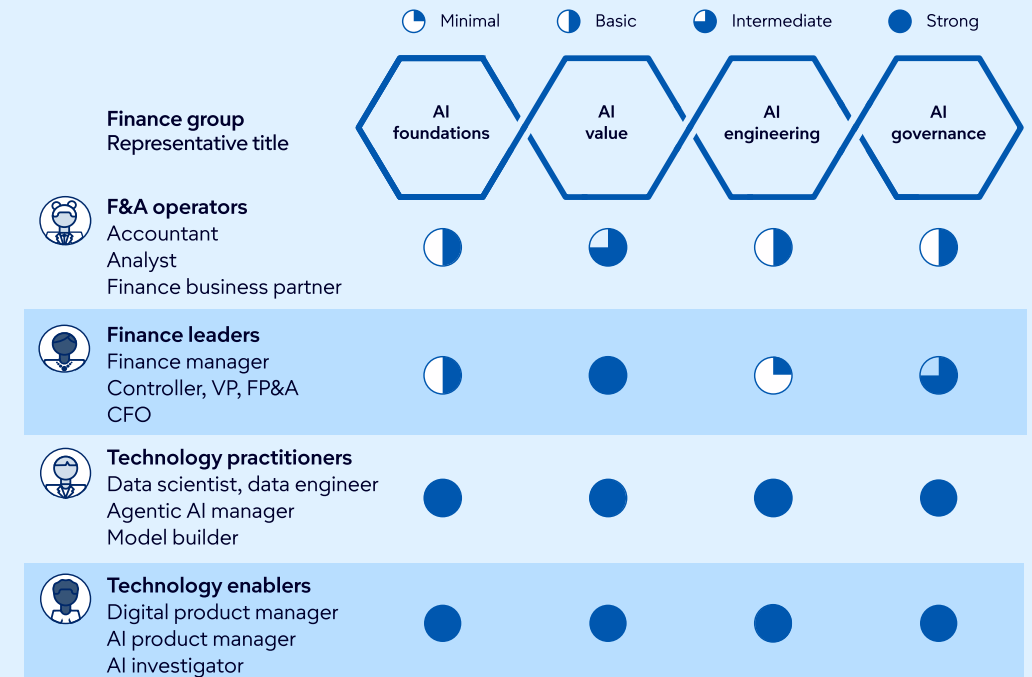 Minimal
Basic
Intermediate
Strong
Finance group
Representative title
AI
foundations
AI
value
AI
engineering
AI
governance
F&A operators
Accountant
Analyst
Finance business partner
Finance leaders
Finance manager
Controller, VP, FP&A
CFO
Technology practitioners
Data scientist, data engineer
Agentic AI manager
Model builder
Technology enablers
Digital product manager
AI product manager
AI investigator